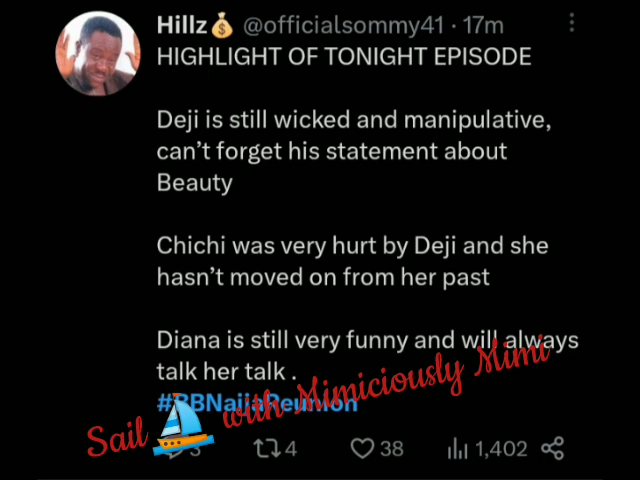 Hillz @officialsommy41 · 17m
HIGHLIGHT OF TONIGHT EPISODE
Deji is still wicked and manipulative,
can't forget his statement about
Beauty
Chichi was very hurt by Deji and she
hasn't moved on from her past
Diana is still very funny and will always
talk her talk .
#BBNaijaReunion
Sail with Mimiciously Mimi
3 4 38 1,402